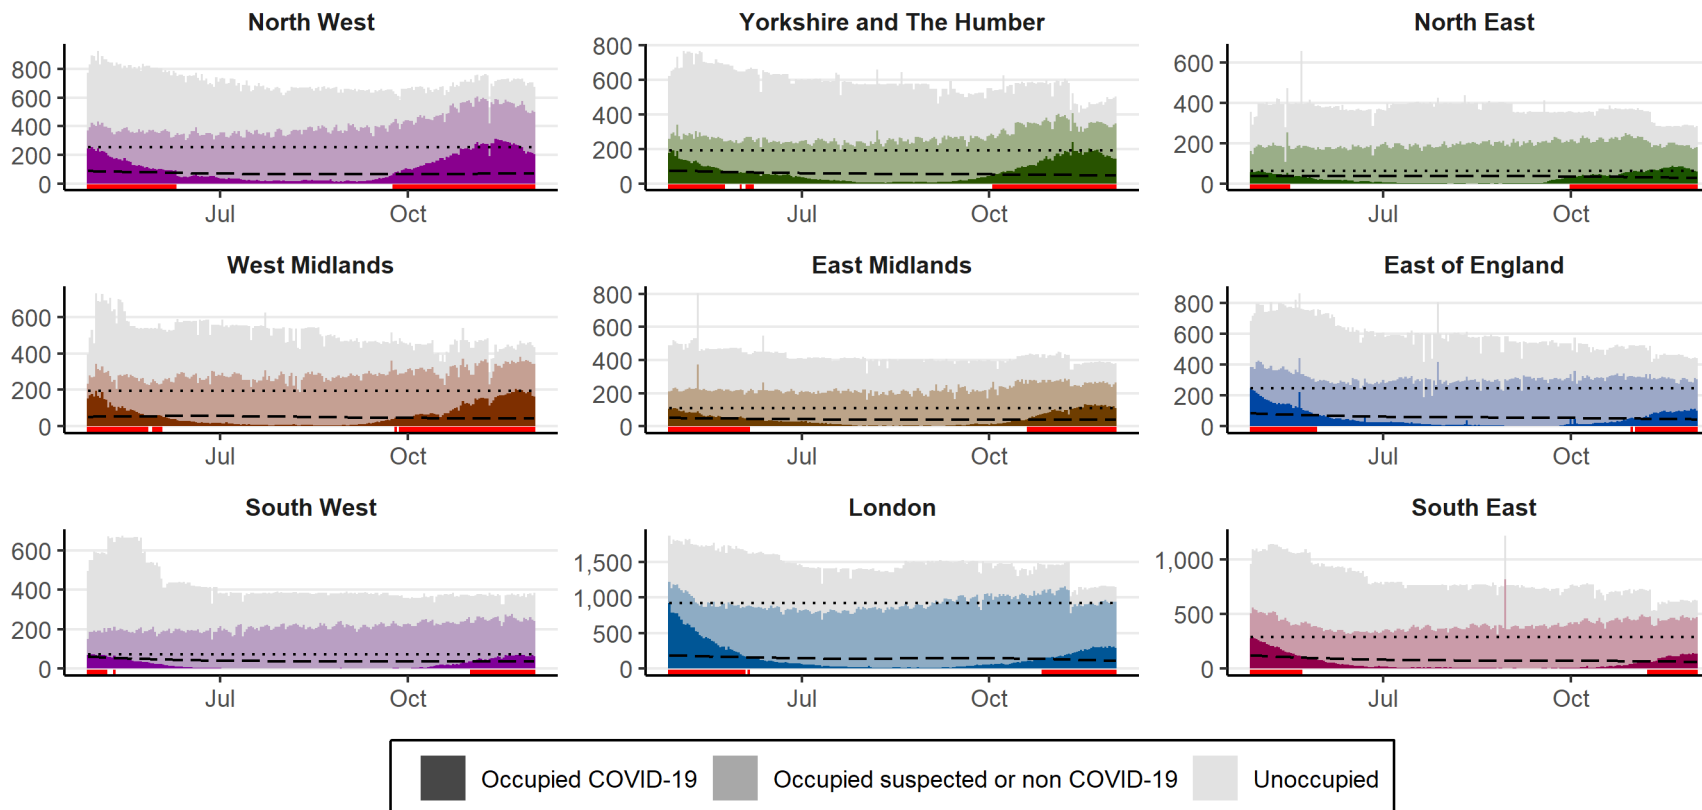 North West
Yorkshire and The Humber
North East
800
600
400
200
0
Jul
Oct
800
600
400
200
0
Jul
Oct
600
400
200
0
Jul
Oct
West Midlands
East Midlands
East of England
600
400
200
0
Jul
Oct
800
600
400
200
0
Jul
Oct
800
600
400
200
0
Jul
Oct
South West
London
South East
600
400
200
0
Jul
Oct
1,500
1,000
500
0
Jul
Oct
1,000
500
0
Jul
Oct
Occupied COVID-19
Occupied suspected or non COVID-19
Unoccupied